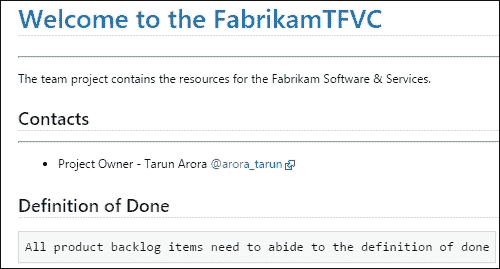 Welcome to the FabrikamTFVC
The team project contains the resources for the Fabrikam Software & Services.
Contacts
• Project Owner - Tarun Arora @arora_tarun
Definition of Done
All product backlog items need to abide to the definition of done